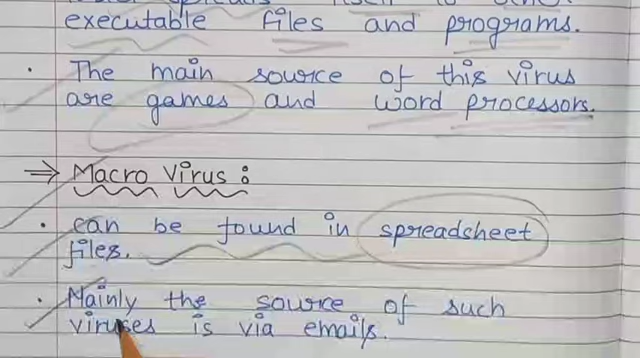 executable files and programs.
· The main source of this virus
are games and word processors.
⇒ Macro Virus :
· can be found in spreadsheet
files.
· Mainly the source of such
viruses is via emails.